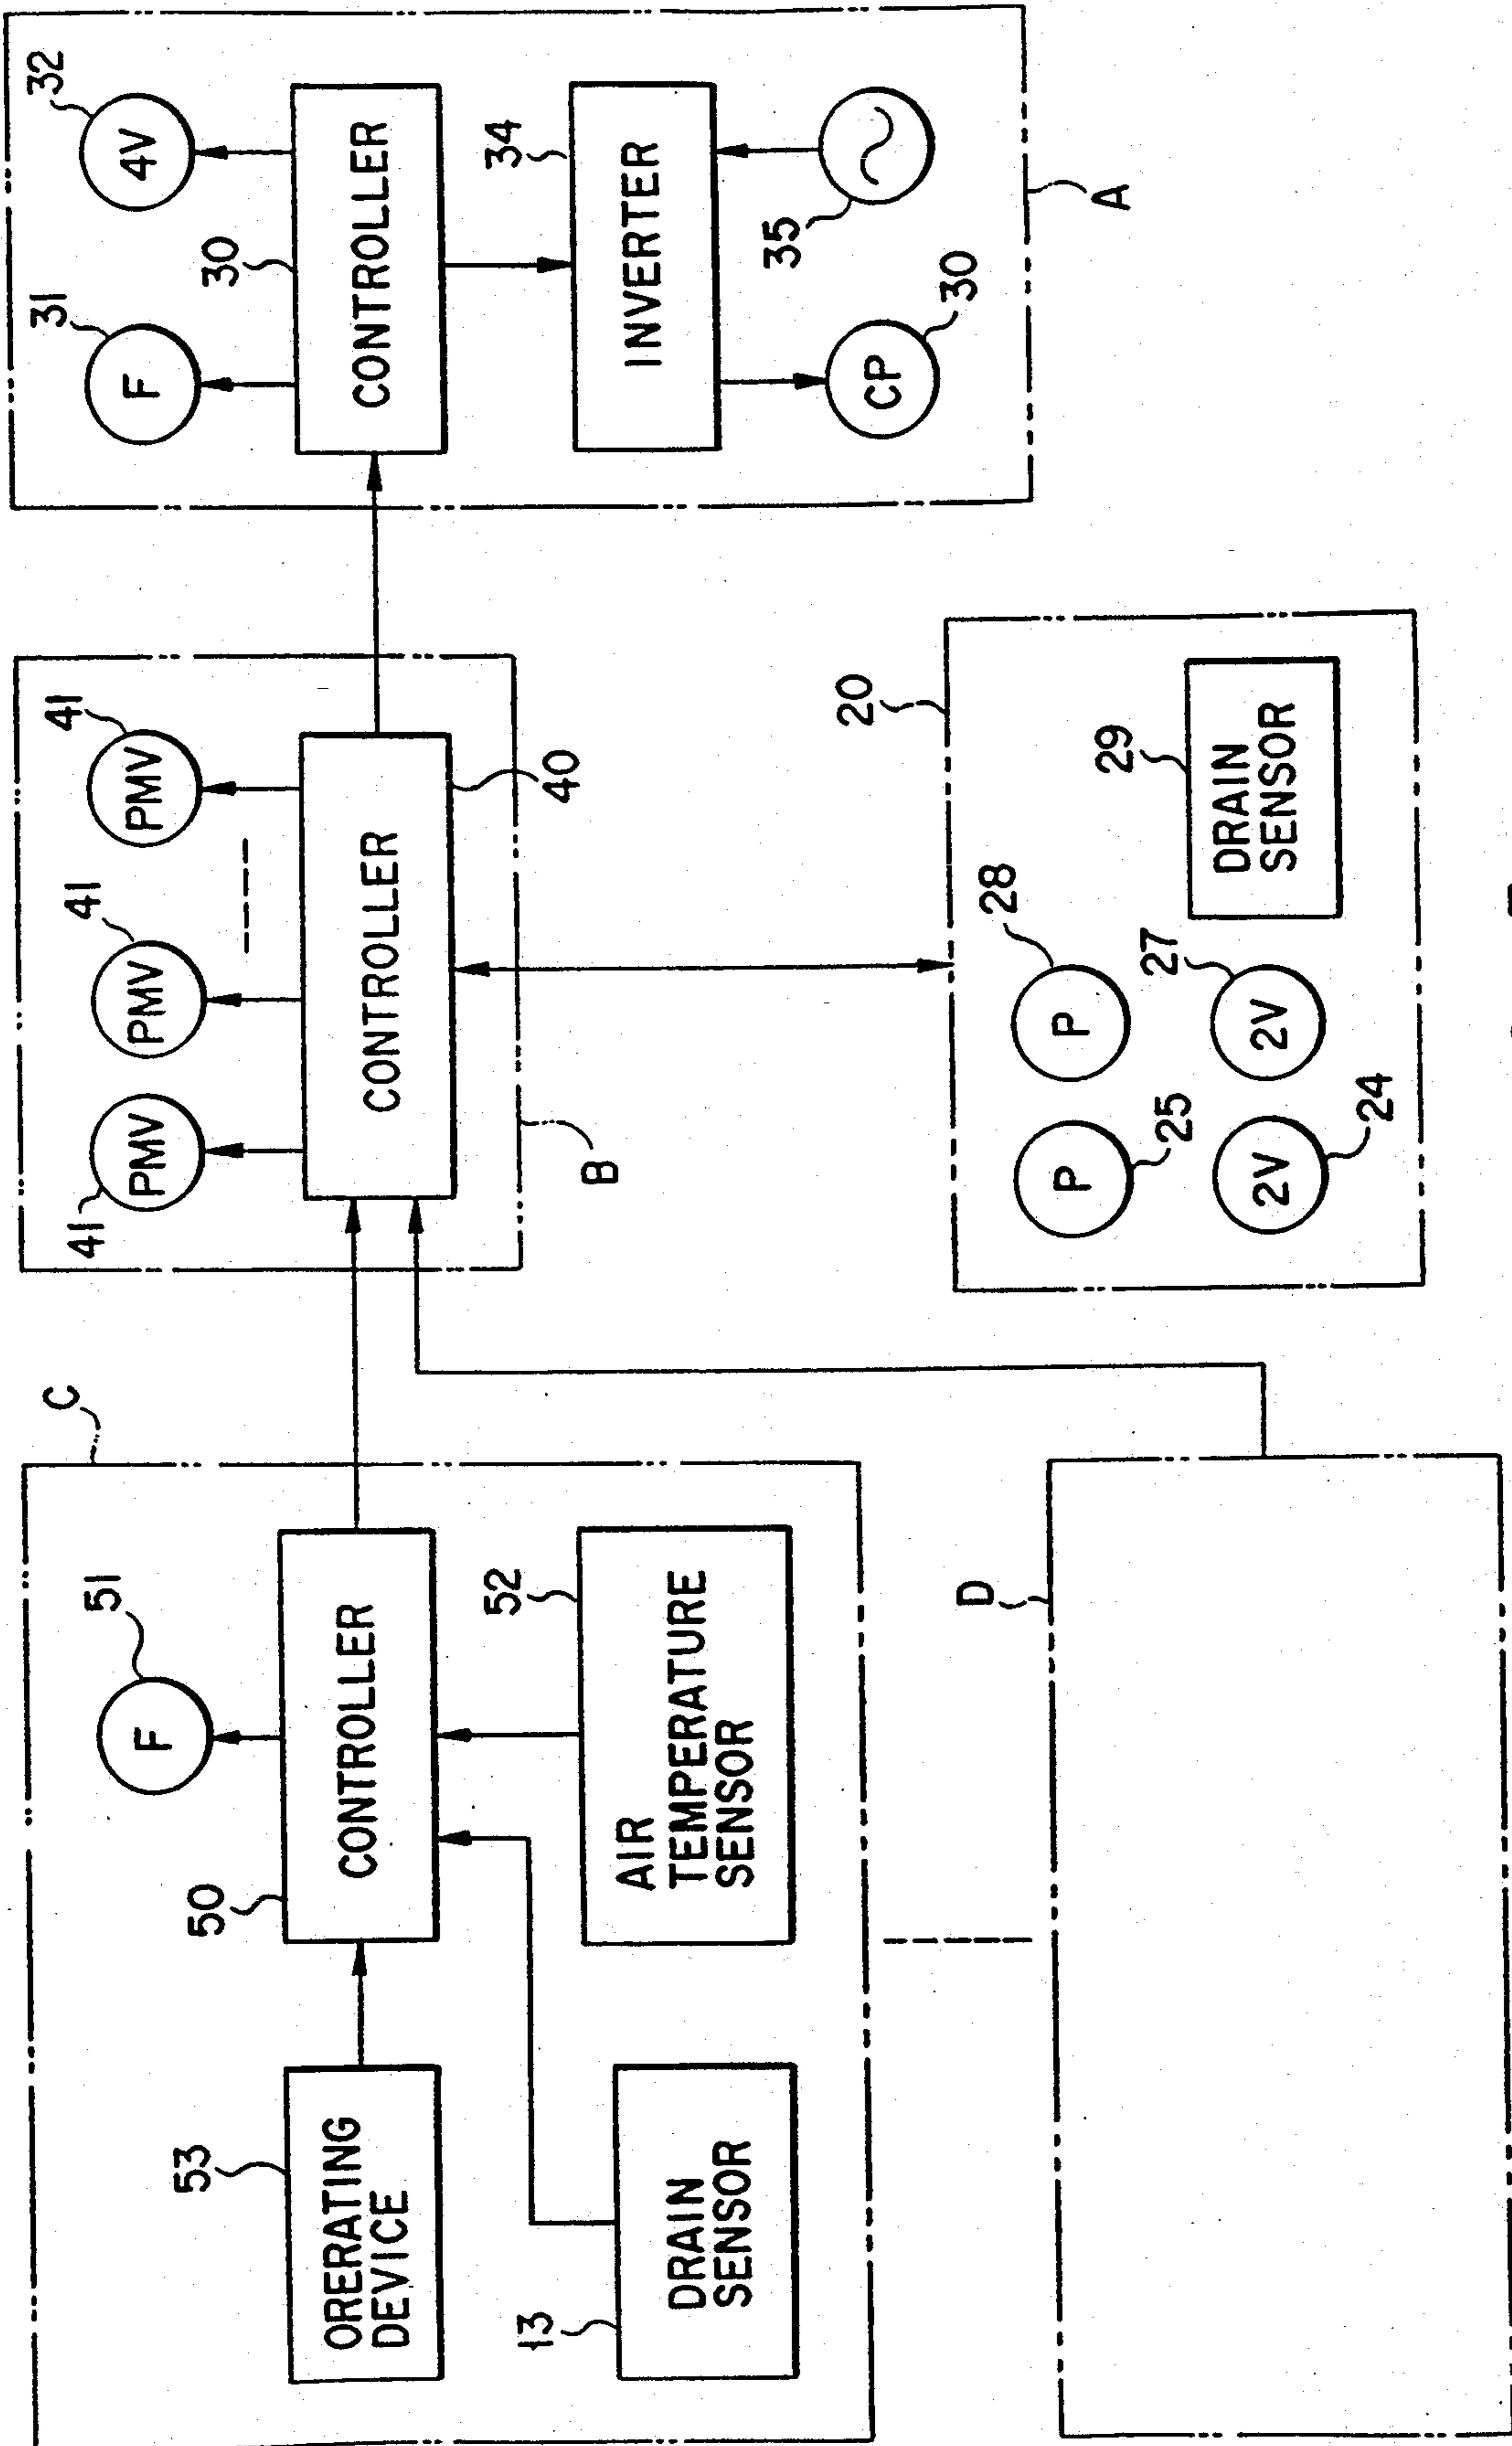 C
51
F
50
CONTROLLER
53
ORERATING
DEVICE
52
AIR
TEMPERATURE
SENSOR
13
DRAIN
SENSOR
D
41
PMV
41
PMV
41
PMV
CONTROLLER
40
B
20
28
P
25
P
27
2V
24
2V
29
DRAIN
SENSOR
31
F
32
4V
30
CONTROLLER
34
INVERTER
35
30
CP
A